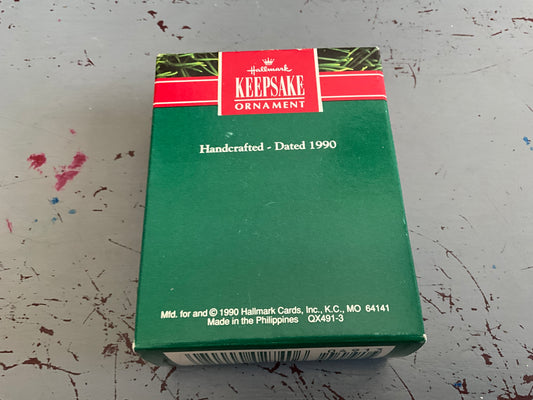 Hallmark
KEEPSAKE
ORNAMENT
Handcrafted - Dated 1990
Mfd. for and © 1990 Hallmark Cards, Inc., K.C., MO 64141
Made in the Philippines QX491-3